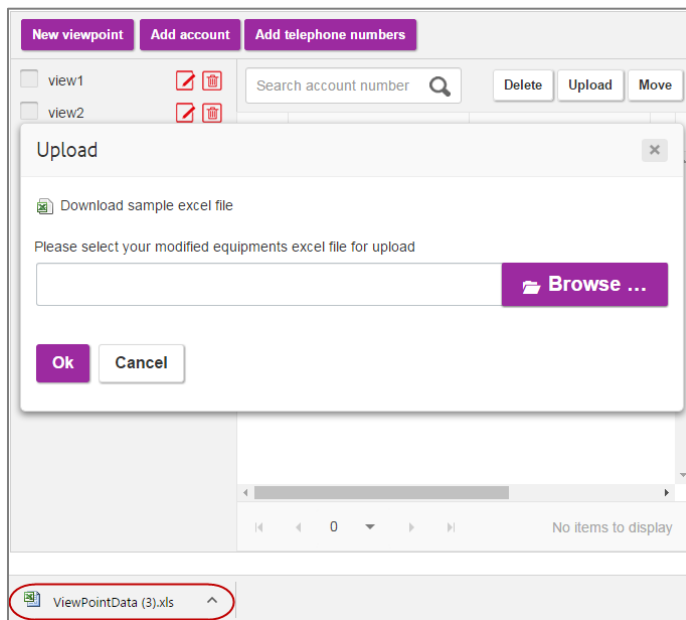 New viewpoint Add account Add telephone numbers
view1 Search account number Delete Upload Move
view2
Upload
Download sample excel file
Please select your modified equipments excel file for upload
Browse ...
Ok Cancel
0 No items to display
ViewPointData (3).xls